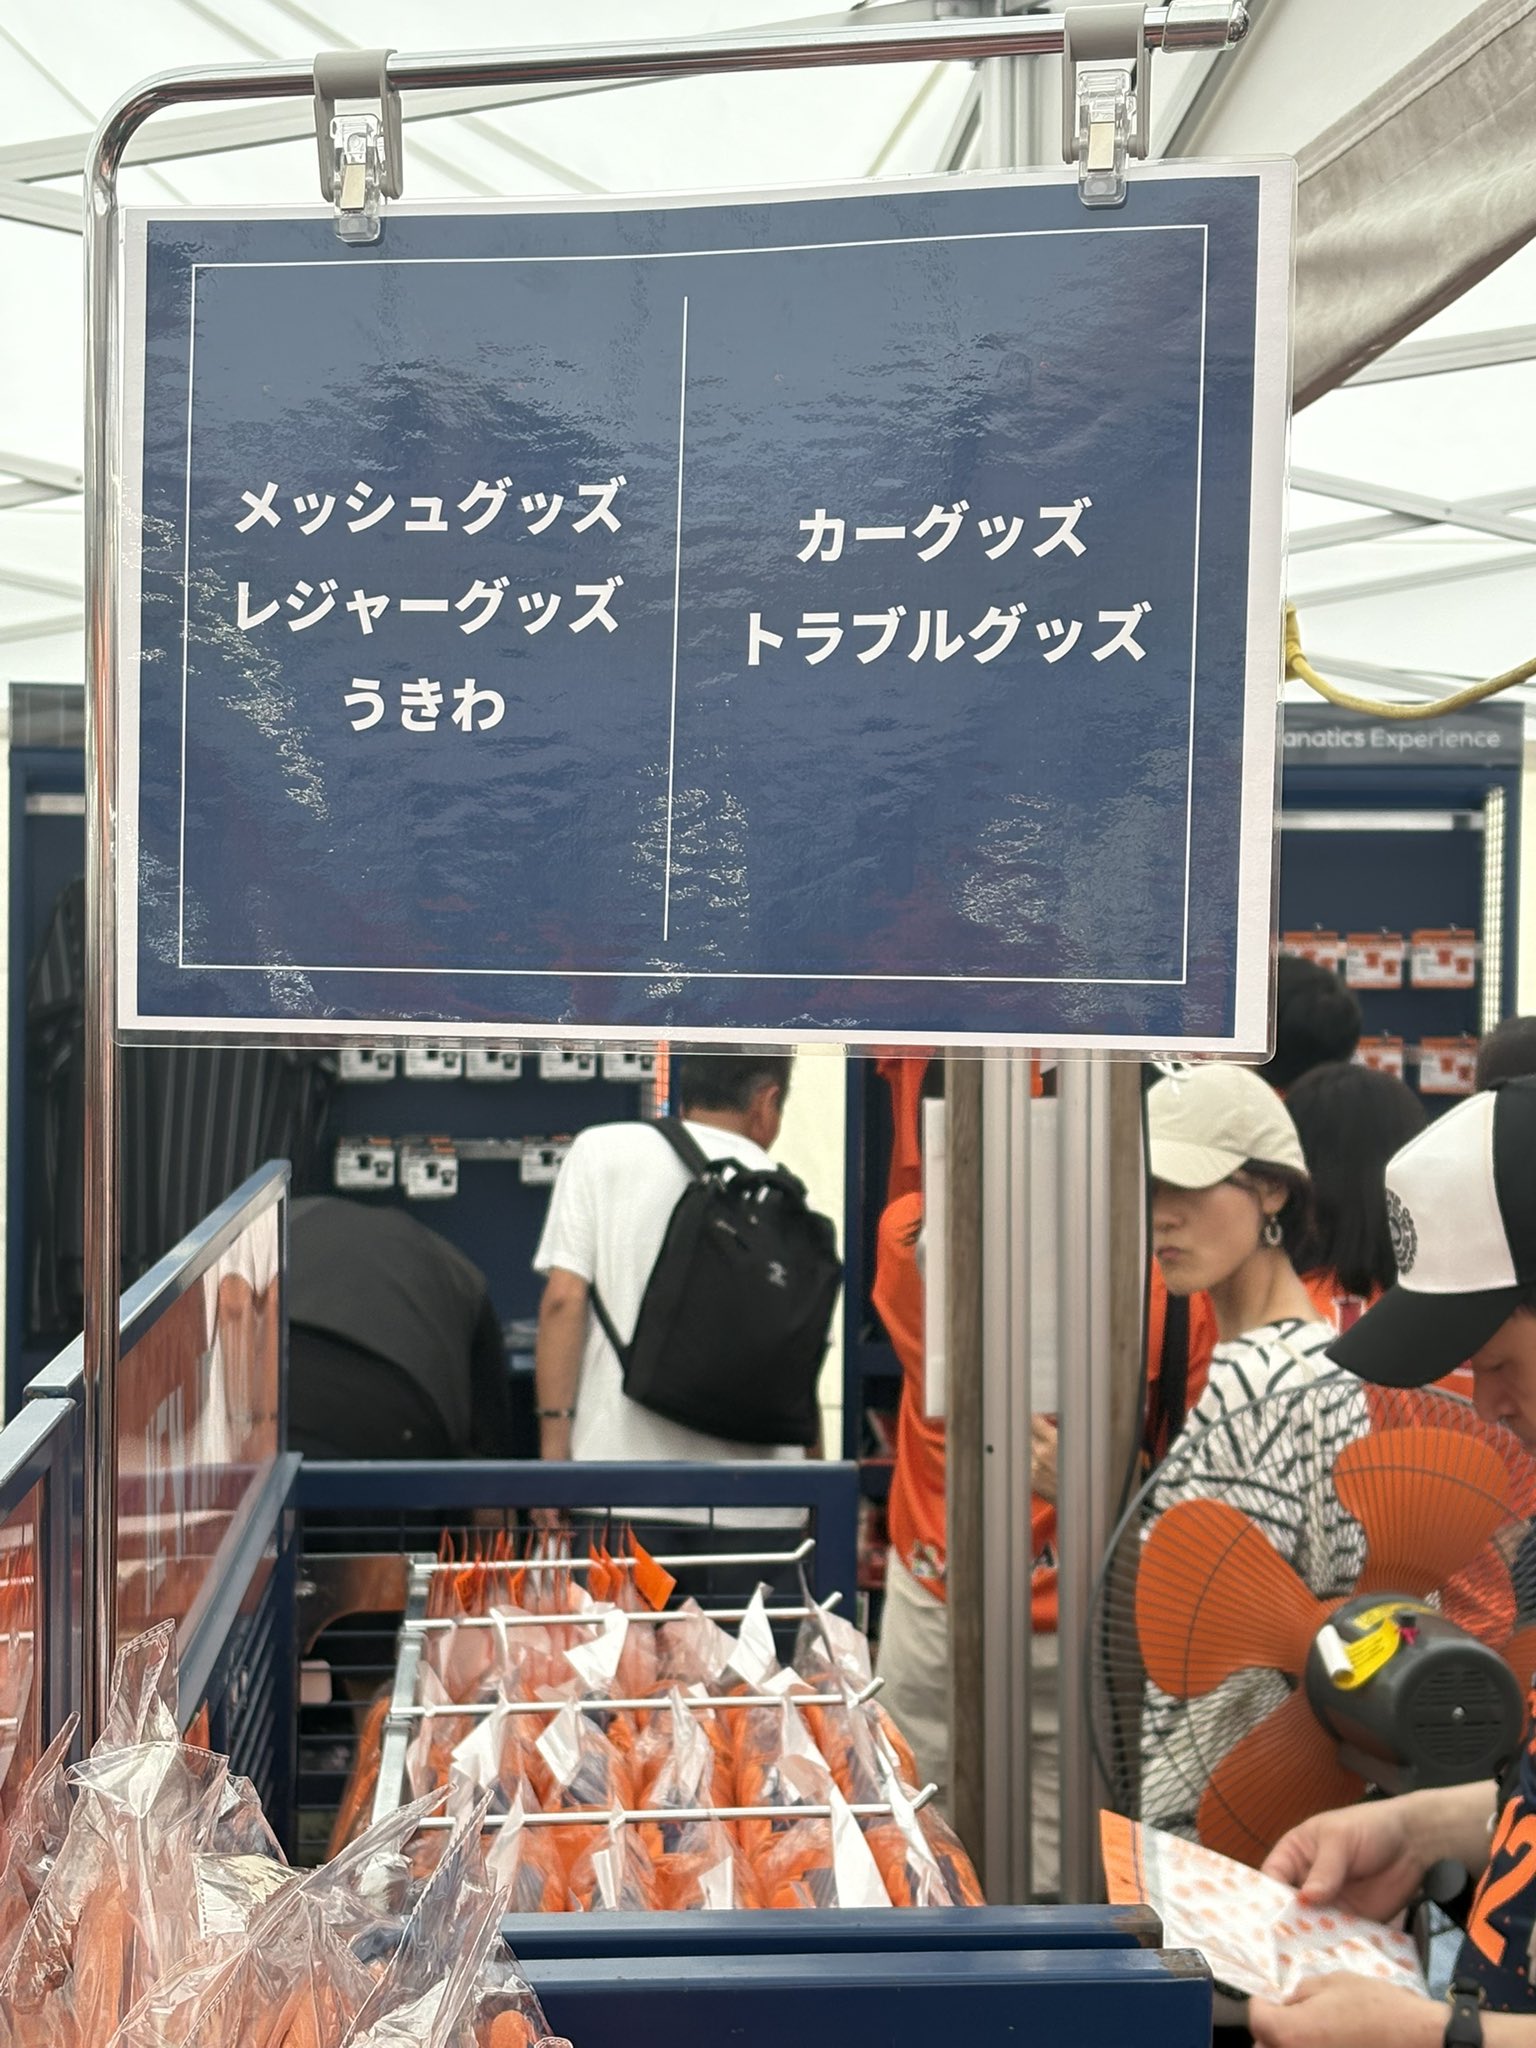 メッシュグッズ
レジャーグッズ
うきわ
カーグッズ
トラブルグッズ
anatics Experience